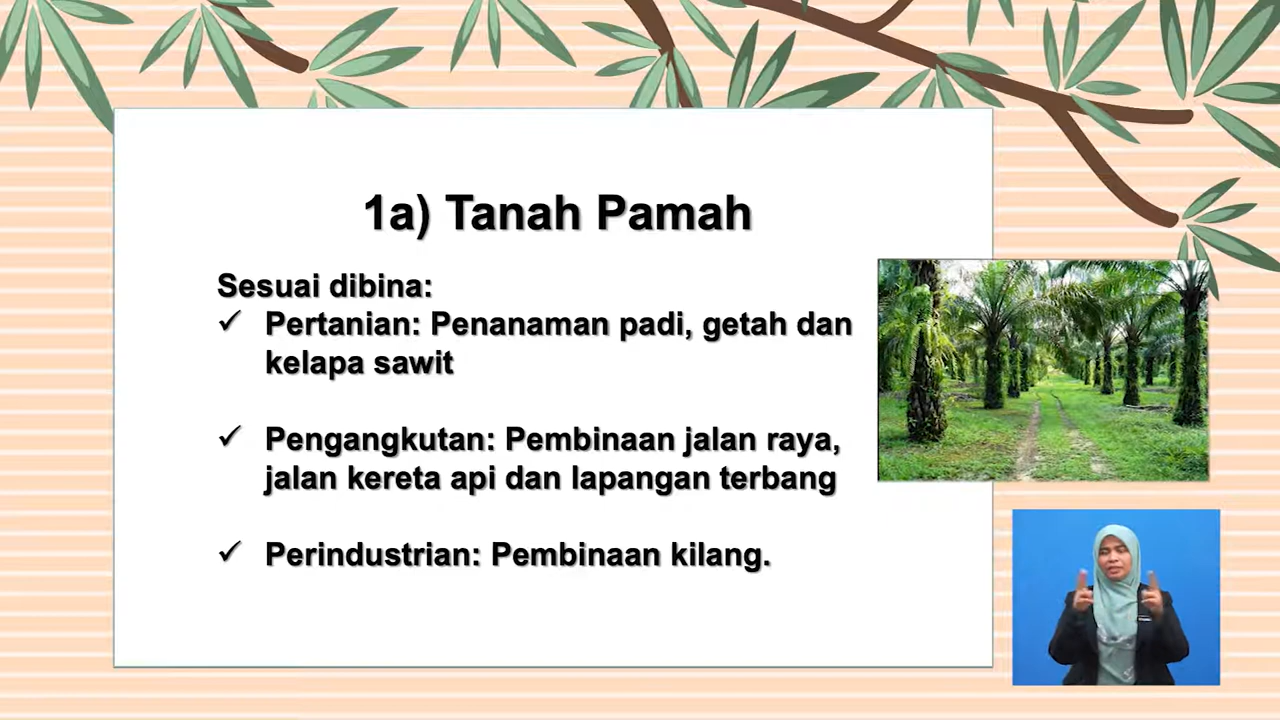 1a) Tanah Pamah
Sesuai dibina:
✓ Pertanian: Penanaman padi, getah dan
kelapa sawit
✓ Pengangkutan: Pembinaan jalan raya,
jalan kereta api dan lapangan terbang
✓ Perindustrian: Pembinaan kilang.